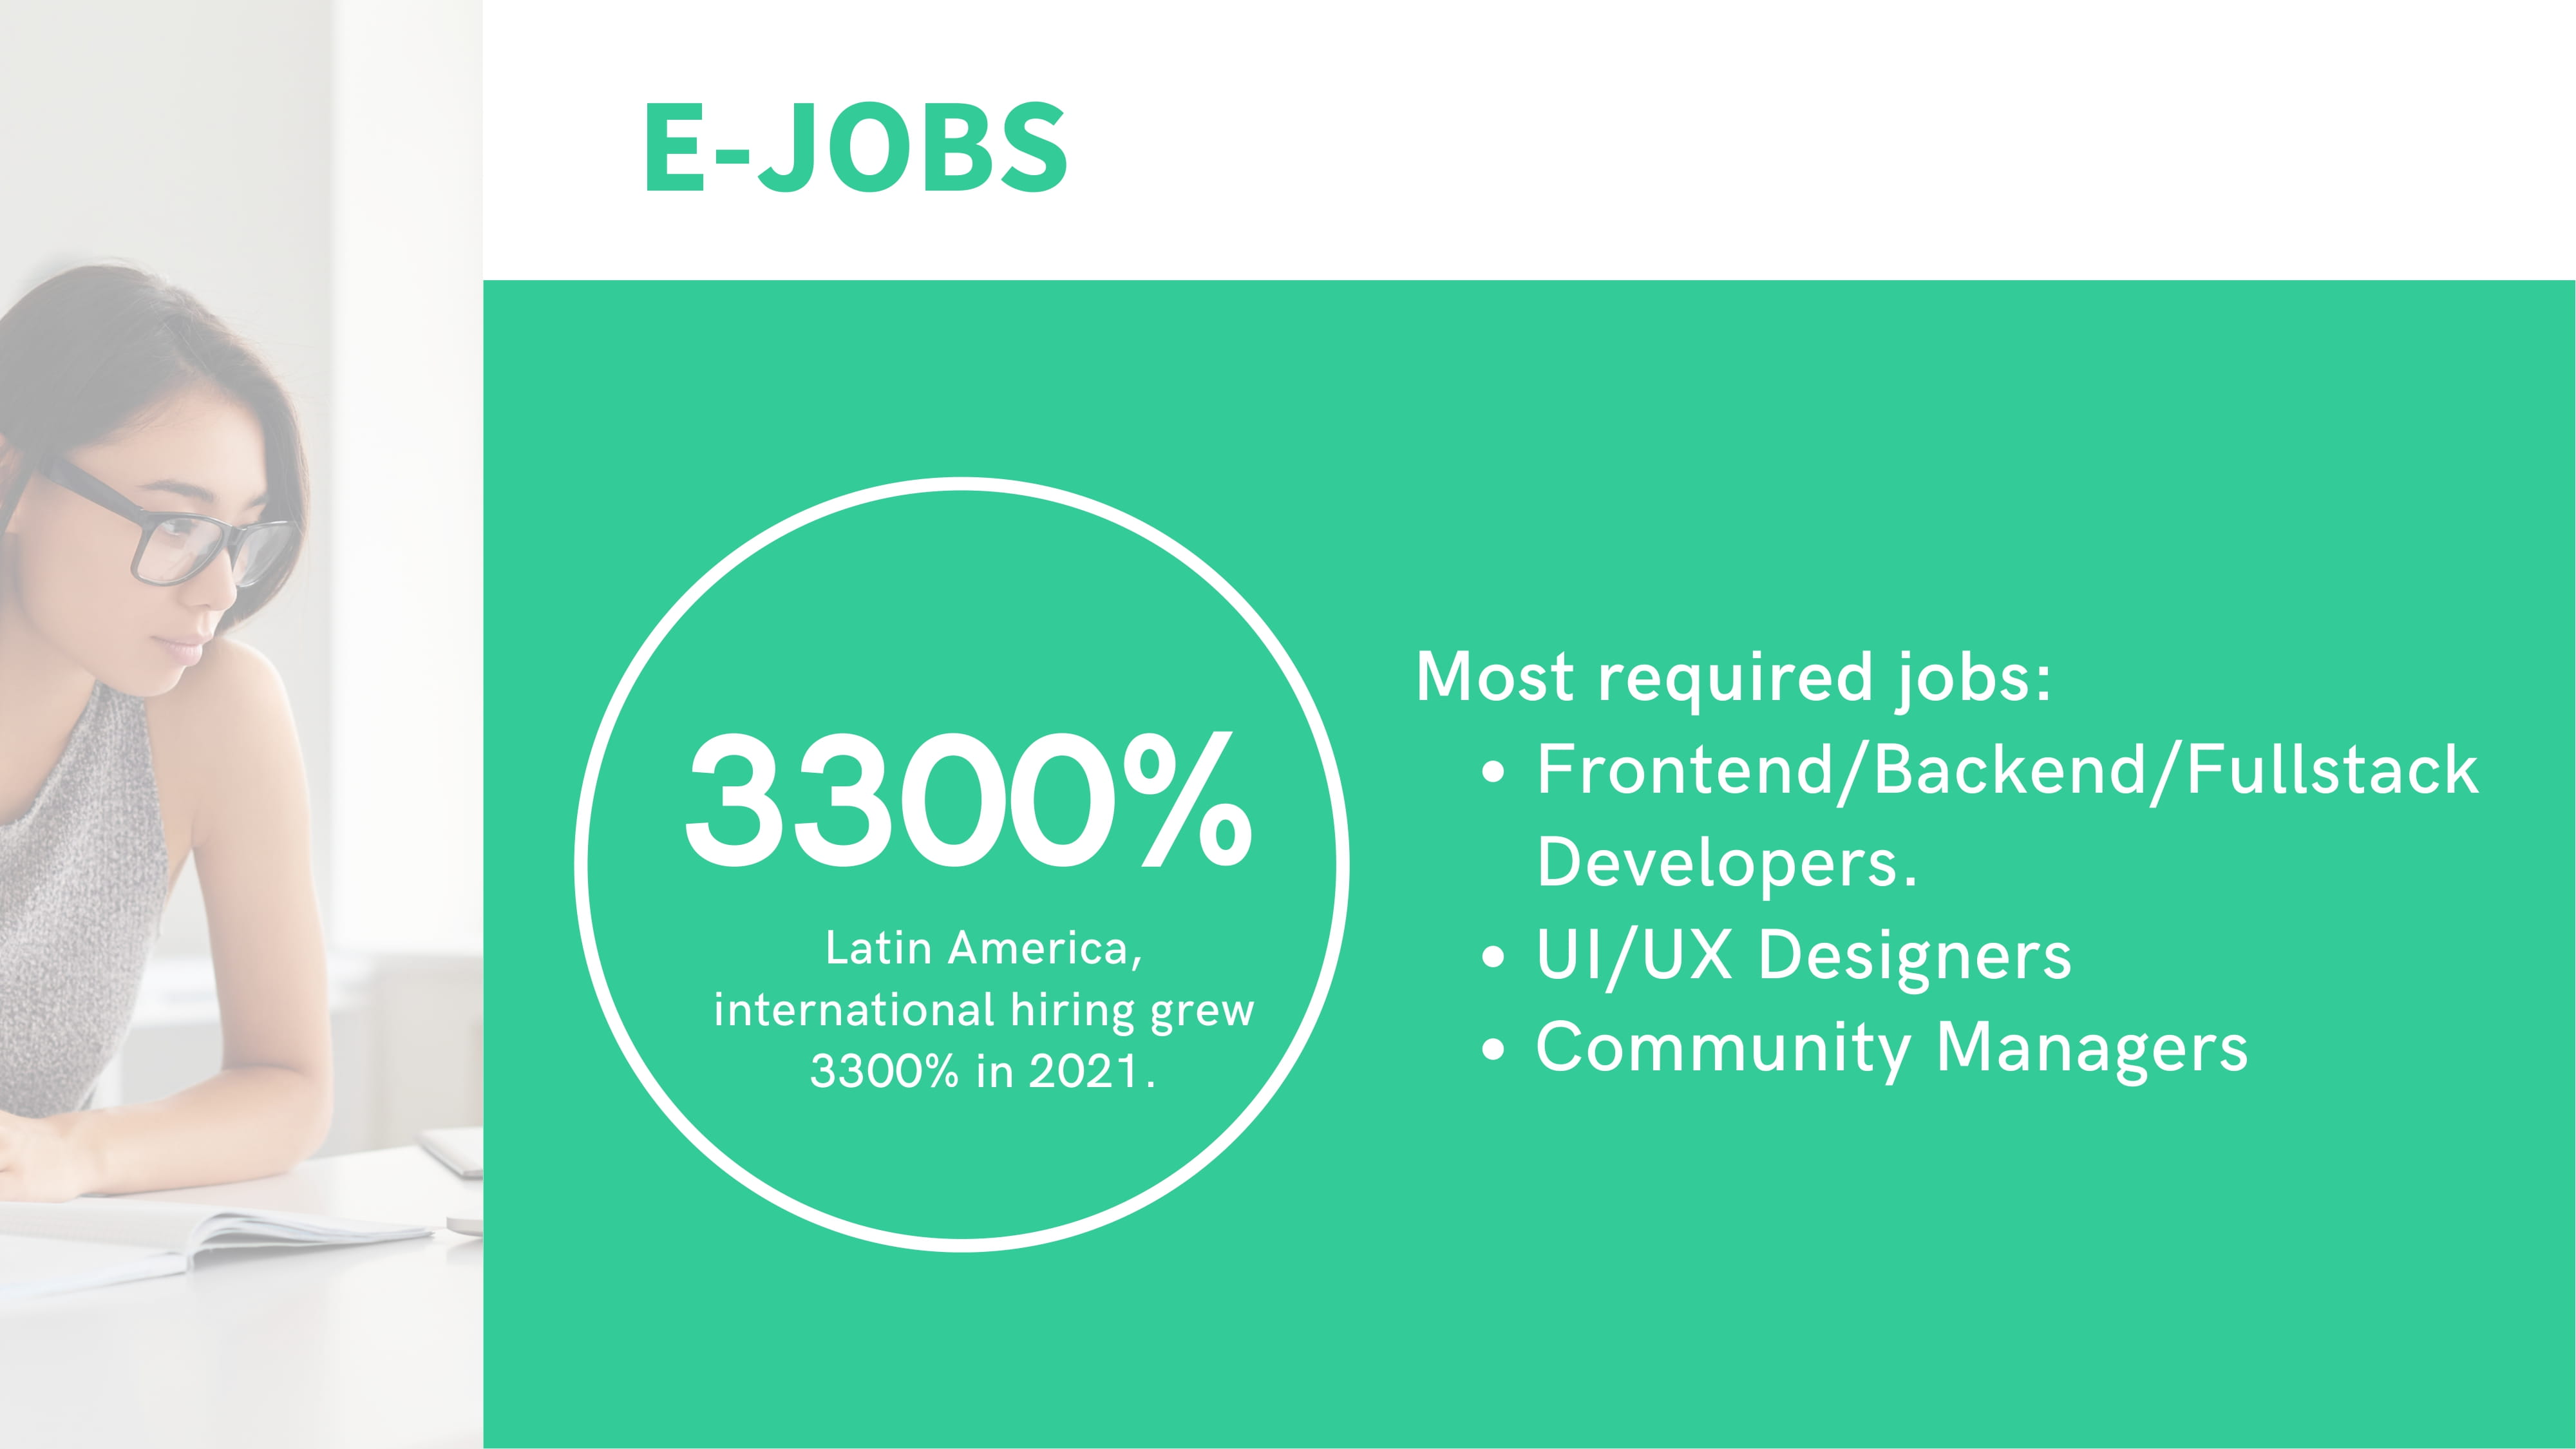 E-JOBS
3300%
Latin America,
international hiring grew
3300% in 2021.
Most required jobs:
• Frontend/Backend/Fullstack
Developers.
• UI/UX Designers
• Community Managers